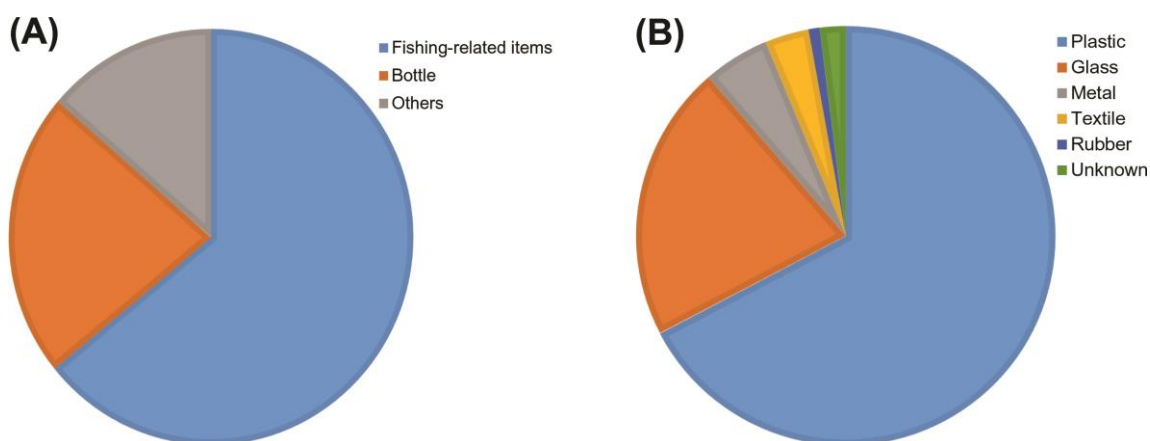 (A)
Fishing-related items
Bottle
Others
(B)
Plastic
Glass
Metal
Textile
Rubber
Unknown